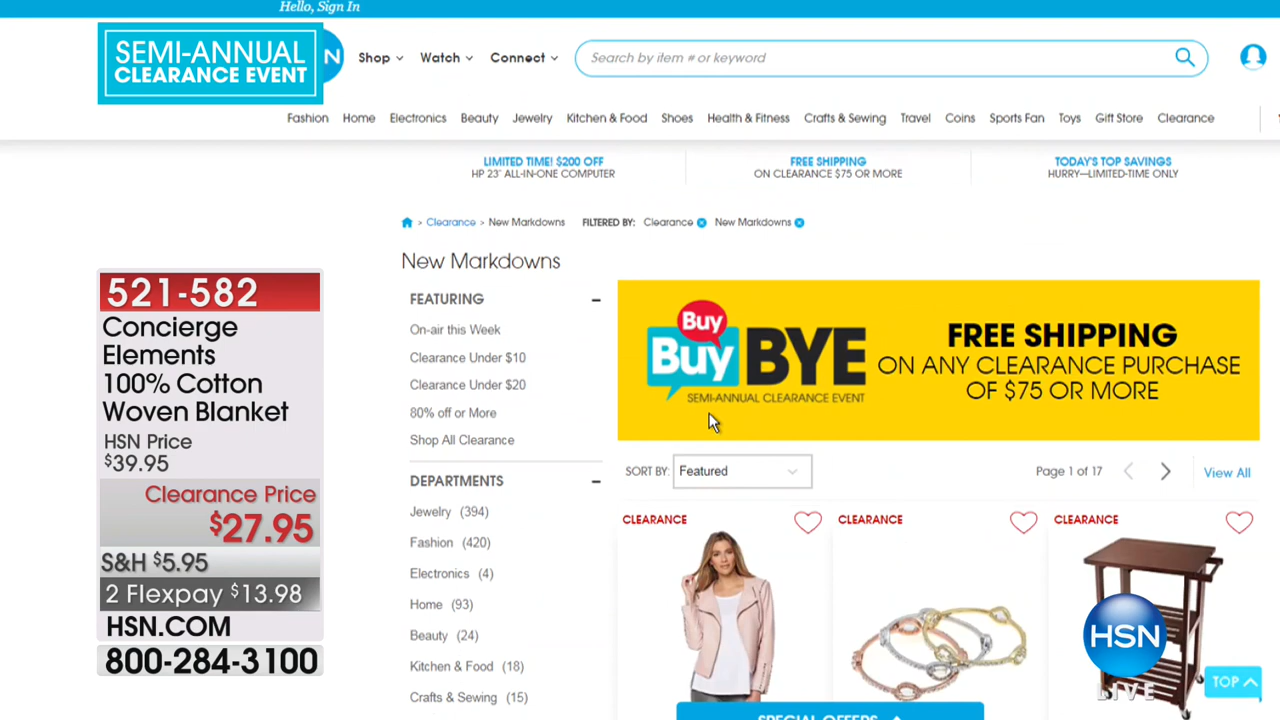 Hello, Sign In
SEMI-ANNUAL
CLEARANCE EVENT
N
Shop
Watch
Connect
Search by item # or keyword
Fashion
Home
Electronics
Beauty
Jewelry
Kitchen & Food
Shoes
Health & Fitness
Crafts & Sewing
Travel
Coins
Sports Fan
Toys
Gift Store
Clearance
LIMITED TIME! $200 OFF
HP 23" ALL-IN-ONE COMPUTER
FREE SHIPPING
ON CLEARANCE $75 OR MORE
TODAY'S TOP SAVINGS
HURRY—LIMITED-TIME ONLY
> Clearance > New Markdowns
FILTERED BY: Clearance New Markdowns
New Markdowns
521-582
Concierge
Elements
100% Cotton
Woven Blanket
HSN Price
$39.95
Clearance Price
$27.95
S&H $5.95
2 Flexpay $13.98
HSN.COM
800-284-3100
FEATURING
On-air this Week
Clearance Under $10
Clearance Under $20
80% off or More
Shop All Clearance
DEPARTMENTS
Jewelry (394)
Fashion (420)
Electronics (4)
Home (93)
Beauty (24)
Kitchen & Food (18)
Crafts & Sewing (15)
Buy
Buy BYE
SEMI-ANNUAL CLEARANCE EVENT
FREE SHIPPING
ON ANY CLEARANCE PURCHASE
OF $75 OR MORE
SORT BY: Featured
Page 1 of 17
View All
CLEARANCE
CLEARANCE
CLEARANCE
HSN
LIVE
TOP
SPECIAL OFFERS